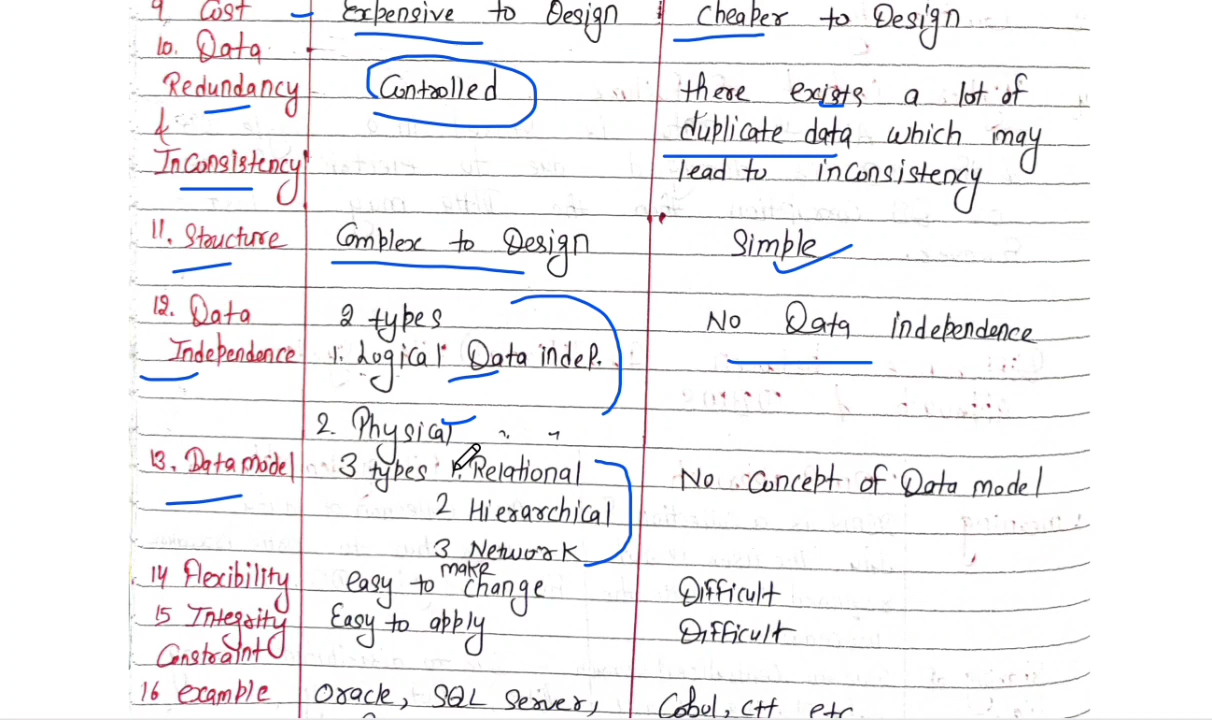 9 Cost Expensive to Design Cheaper to Design
10. Data
Redundancy Controlled there exists a lot of
& duplicate data which may
Inconsistency lead to inconsistency
11. Structure Complex to Design Simple
12. Data 2 types No Data independence
Independence 1. Logical Data indep.
2. Physical " "
13. Data model 3 types 1. Relational No Concept of Data model
2 Hierarchical
3 Network
14 Flexibility easy to make change Difficult
15 Integrity Easy to apply Difficult
Constraint
16 example Oracle, SQL Server, Cobol, C++ etc